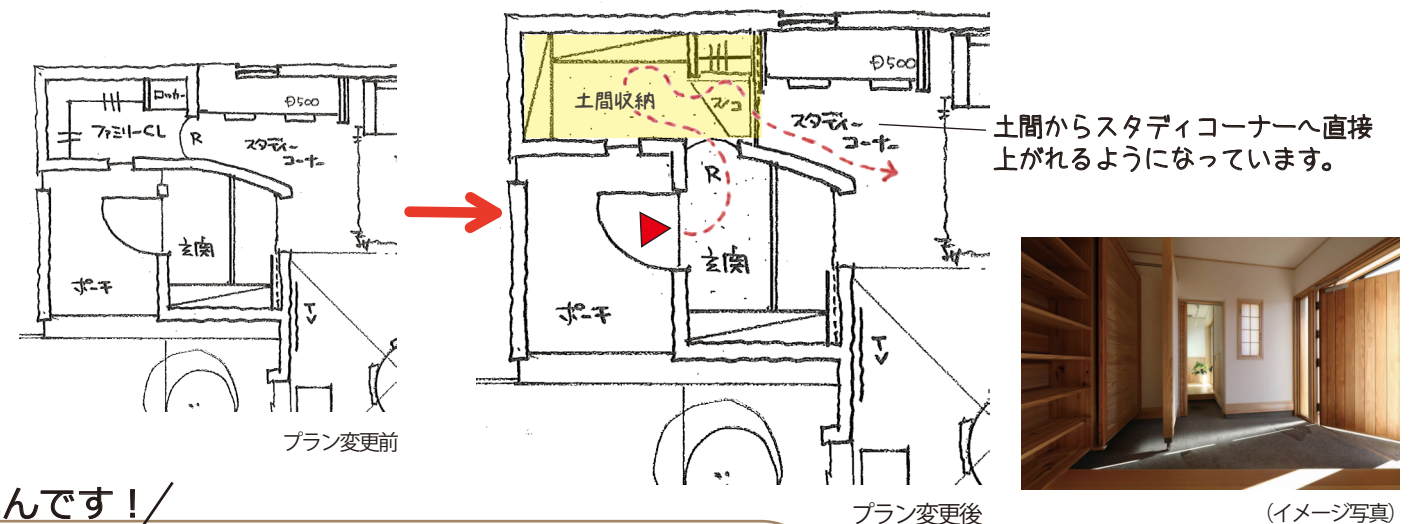 ロッカー
ファミリーCL
R
D500
スタディー
コーナー
玄関
ポーチ
TV
プラン変更前
土間収納
スノコ
D500
スタディー
コーナー
R
玄関
ポーチ
TV
プラン変更後
土間からスタディコーナーへ直接
上がれるようになっています。
(イメージ写真)
んです!